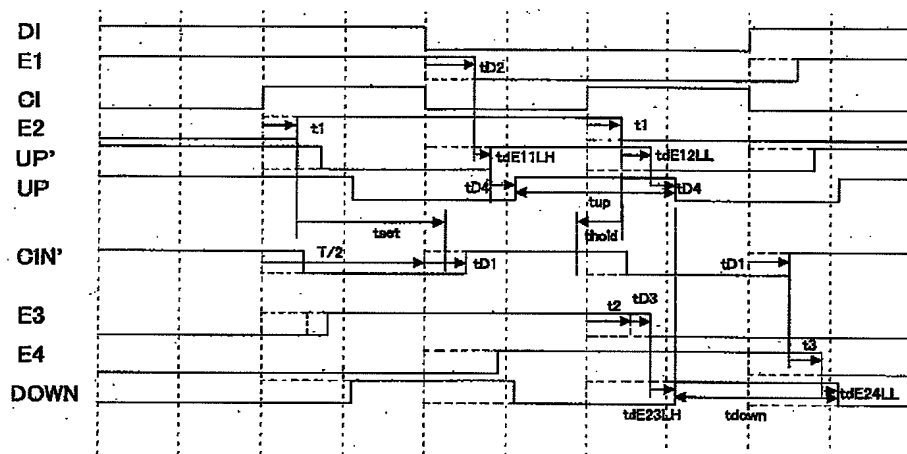 DI
E1
tD2
CI
E2
t1
t1
UP'
tdE11LH
tdE12LL
UP
tD4
tD4
tup
tset
thold
C1N'
T/2
tD1
tD1
E3
t2
tD3
E4
t3
DOWN
tdE23LH
tdown
tdE24LL